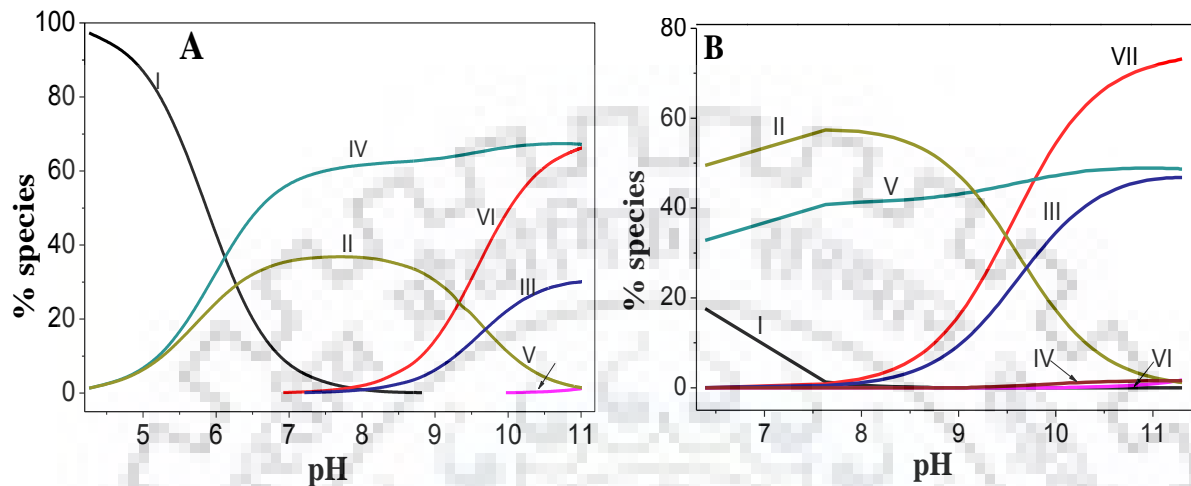 A
% species
100
80
60
40
20
0
I
IV
II
VI
III
V
5 6 7 8 9 10 11
pH
B
% species
80
60
40
20
0
VII
II
V
III
I
IV
VI
7 8 9 10 11
pH